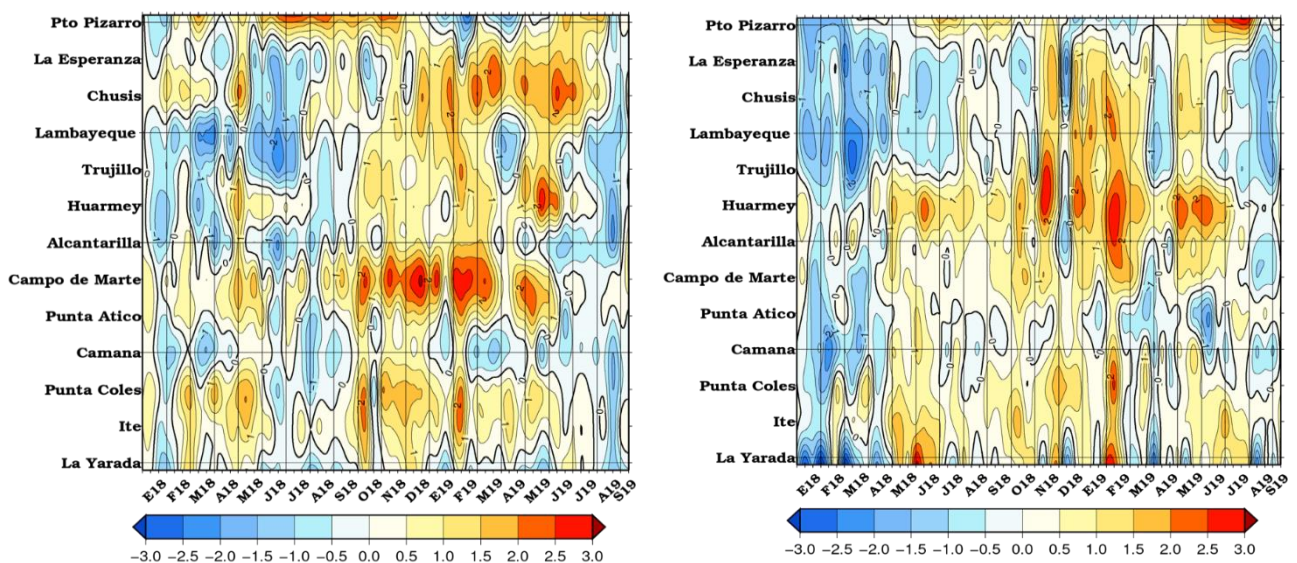 Pto Pizarro
La Esperanza
Chusis
Lambayeque
Trujillo
Huarmey
Alcantarilla
Campo de Marte
Punta Atico
Camana
Punta Coles
Ite
La Yarada
E18 F18 M18 A18 M18 J18 J18 A18 S18 O18 N18 D18 E19 F19 M19 A19 M19 J19 J19 A19 S19
−3.0 −2.5 −2.0 −1.5 −1.0 −0.5 0.0 0.5 1.0 1.5 2.0 2.5 3.0
Pto Pizarro
La Esperanza
Chusis
Lambayeque
Trujillo
Huarmey
Alcantarilla
Campo de Marte
Punta Atico
Camana
Punta Coles
Ite
La Yarada
E18 F18 M18 A18 M18 J18 J18 A18 S18 O18 N18 D18 E19 F19 M19 A19 M19 J19 J19 A19 S19
−3.0 −2.5 −2.0 −1.5 −1.0 −0.5 0.0 0.5 1.0 1.5 2.0 2.5 3.0